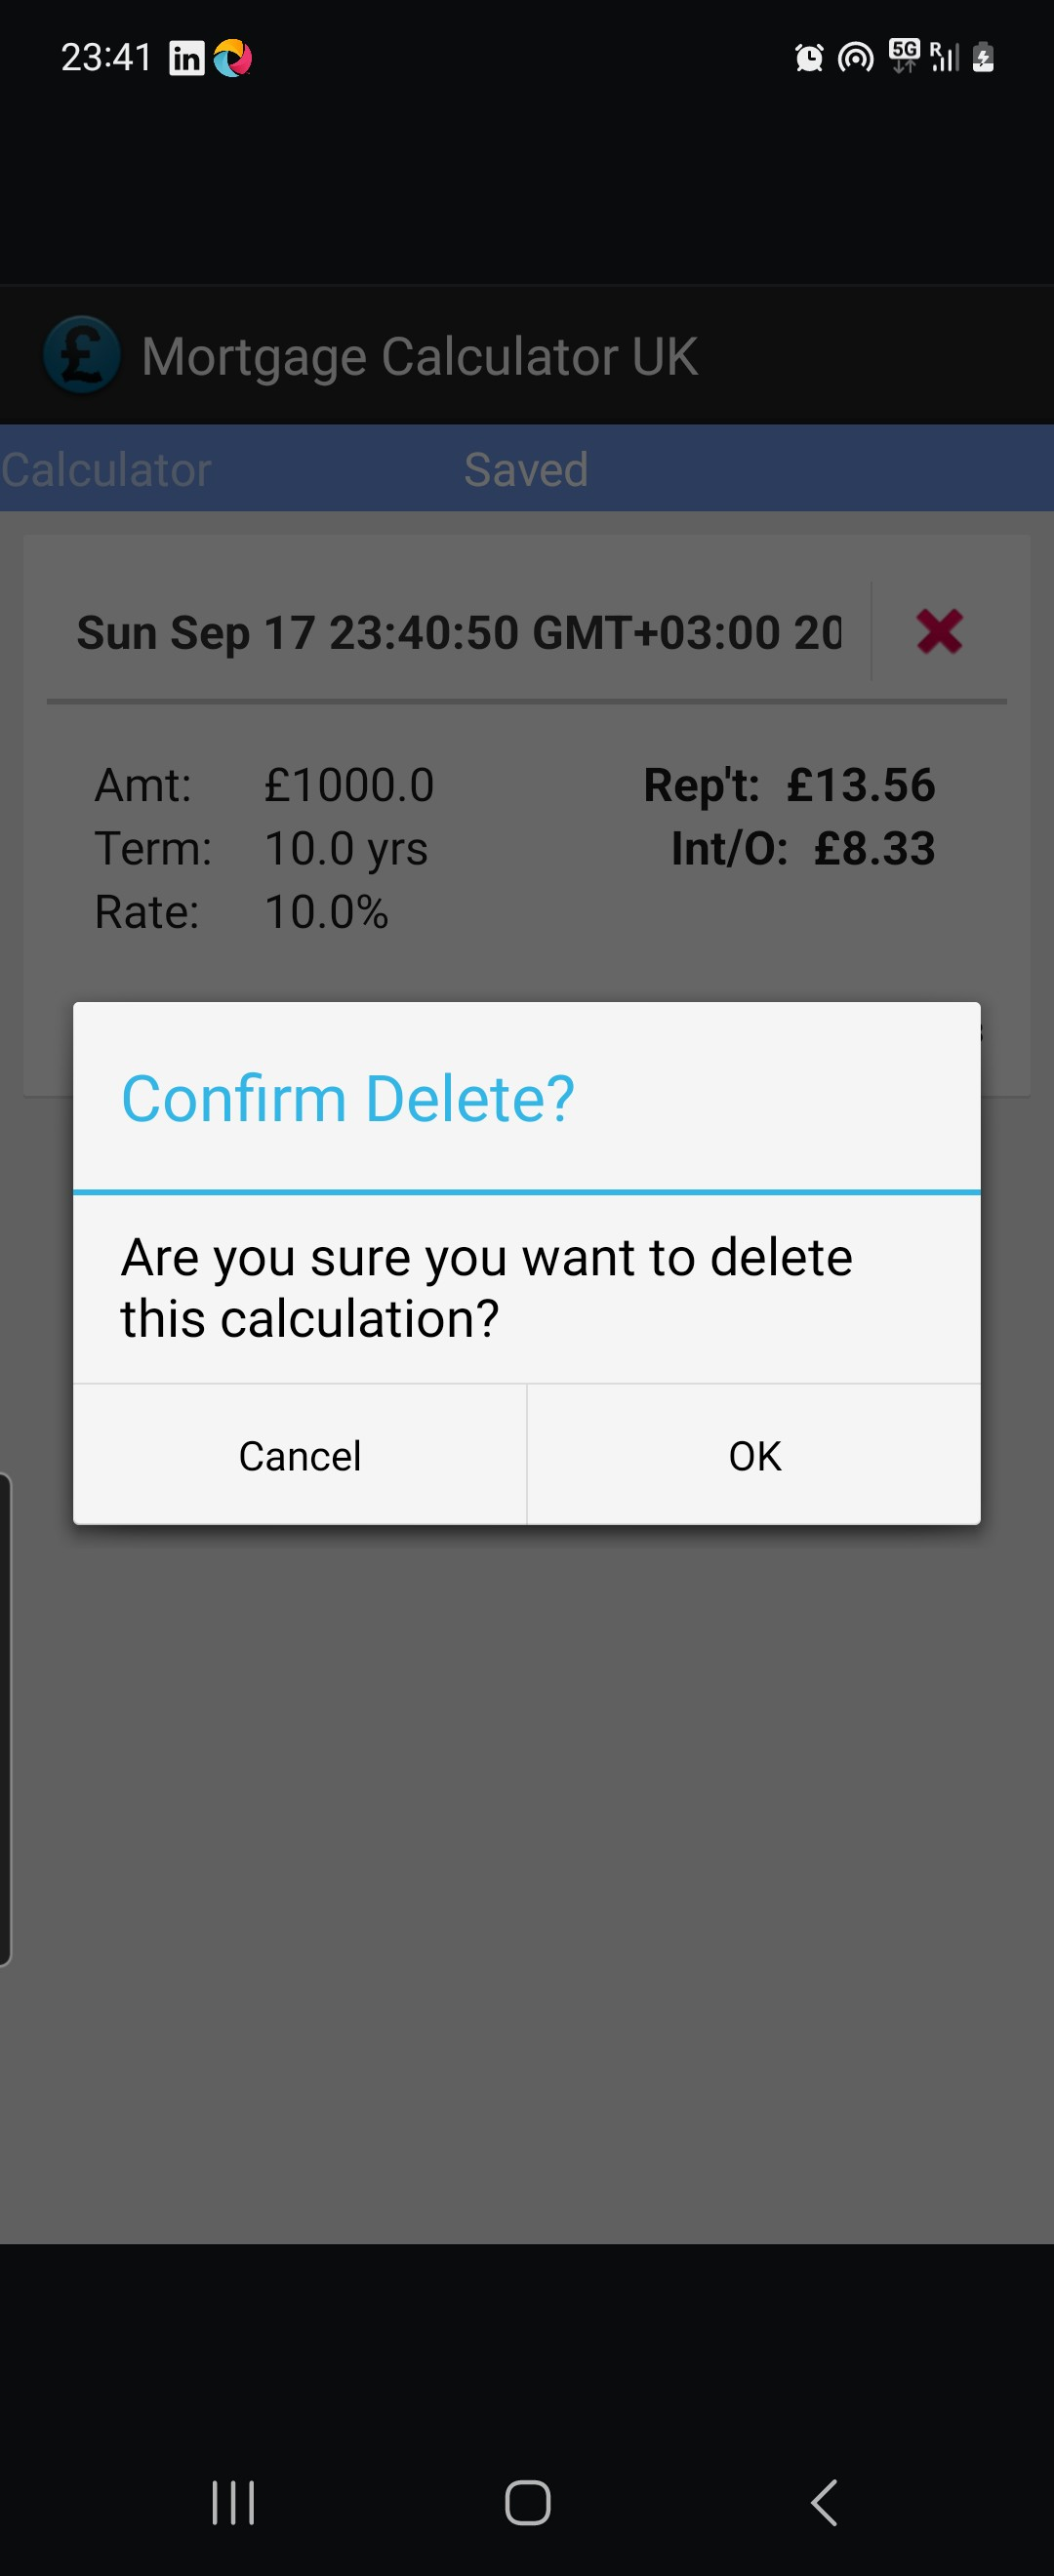 23:41
5G
R
Mortgage Calculator UK
Calculator Saved
Sun Sep 17 23:40:50 GMT+03:00 20
Amt: £1000.0 Rep't: £13.56
Term: 10.0 yrs Int/O: £8.33
Rate: 10.0%
Confirm Delete?
Are you sure you want to delete
this calculation?
Cancel OK